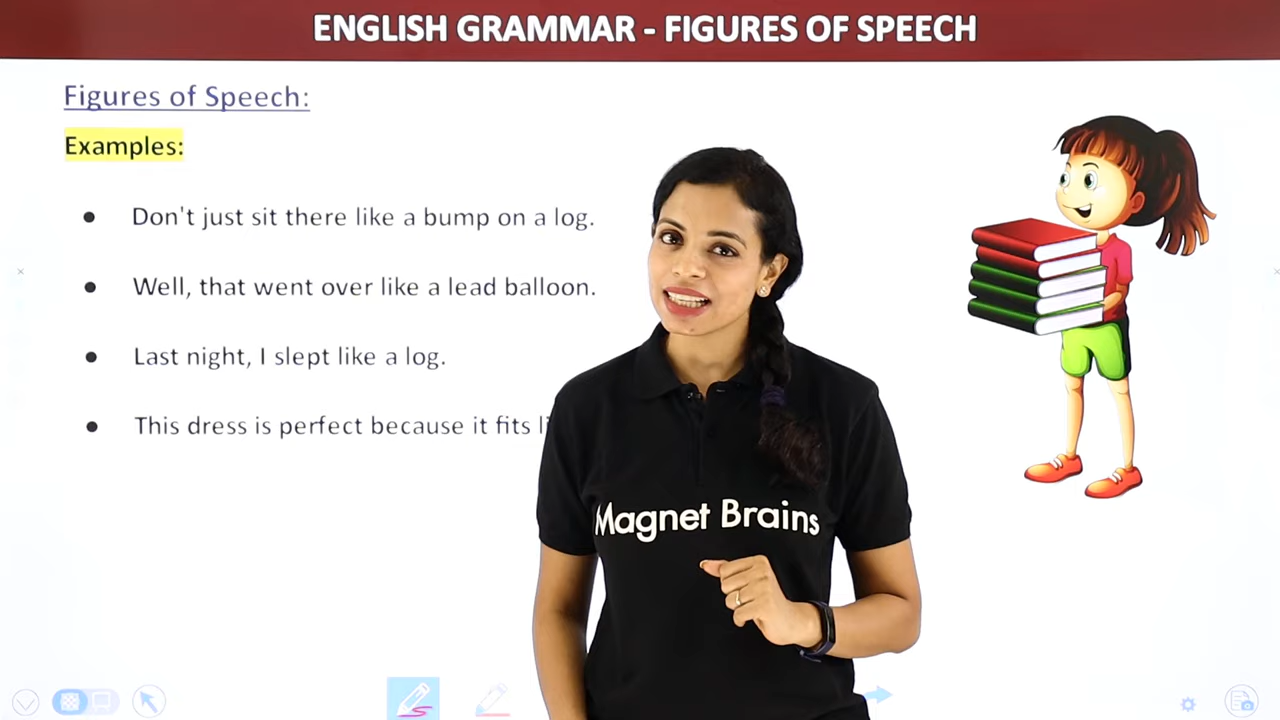 ENGLISH GRAMMAR - FIGURES OF SPEECH
Figures of Speech:
Examples:
Don't just sit there like a bump on a log.
Well, that went over like a lead balloon.
Last night, I slept like a log.
This dress is perfect because it fits
Magnet Brains